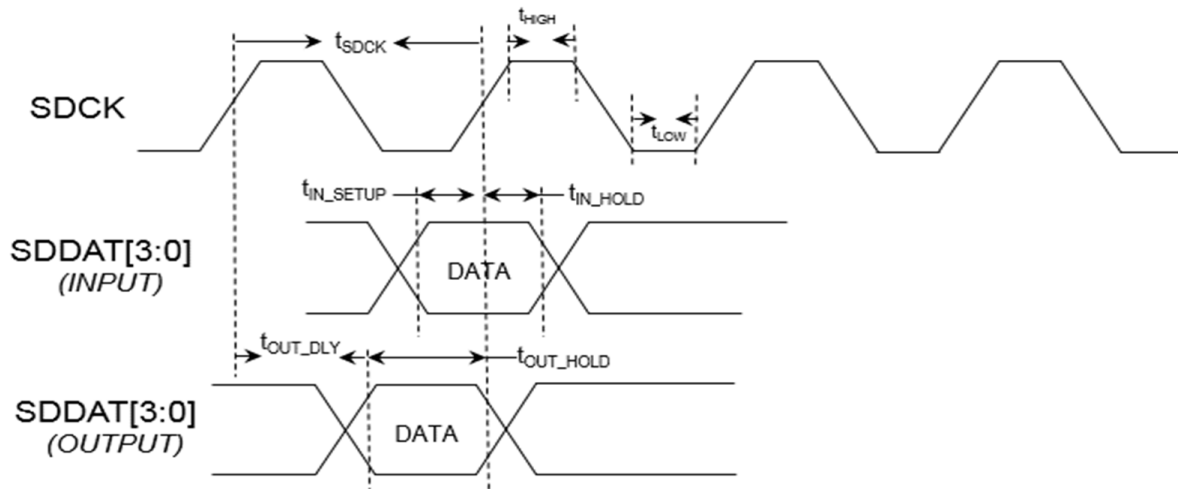 tHIGH
tSDCK
SDCK
tLOW
tIN_SETUP
tIN_HOLD
SDDAT[3:0]
(INPUT)
DATA
tOUT_DLY
tOUT_HOLD
SDDAT[3:0]
(OUTPUT)
DATA